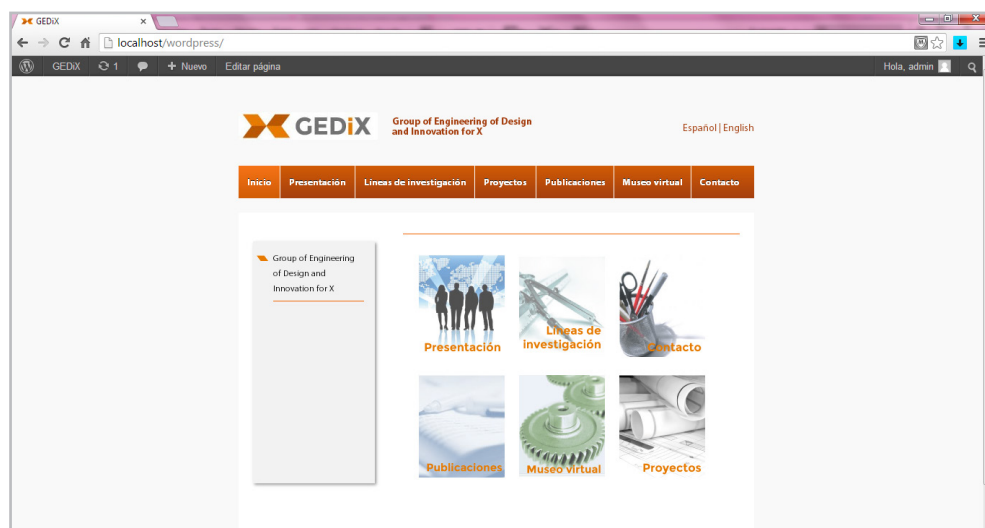 GEDiX
localhost/wordpress/
GEDiX 1 + Nuevo Editar página Hola, admin
GEDiX
Group of Engineering of Design
and Innovation for X
Español | English
Inicio Presentación Líneas de investigación Proyectos Publicaciones Museo virtual Contacto
Group of Engineering
of Design and
Innovation for X
Presentación
Líneas de
investigación
Contacto
Publicaciones
Museo virtual
Proyectos